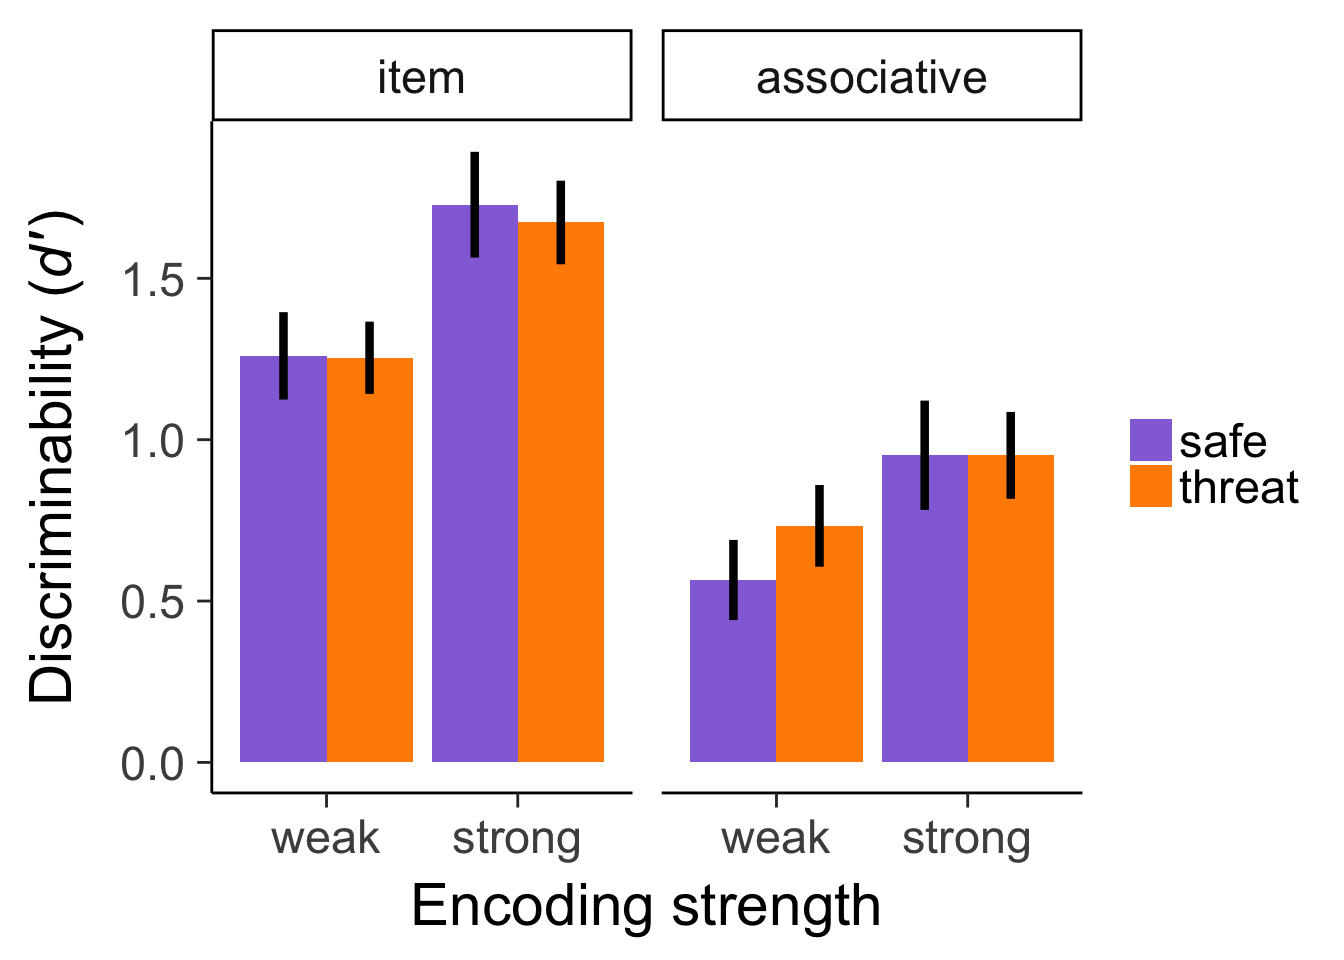 item
associative
Discriminability (d′)
1.5
1.0
0.5
0.0
weak
strong
weak
strong
Encoding strength
safe
threat